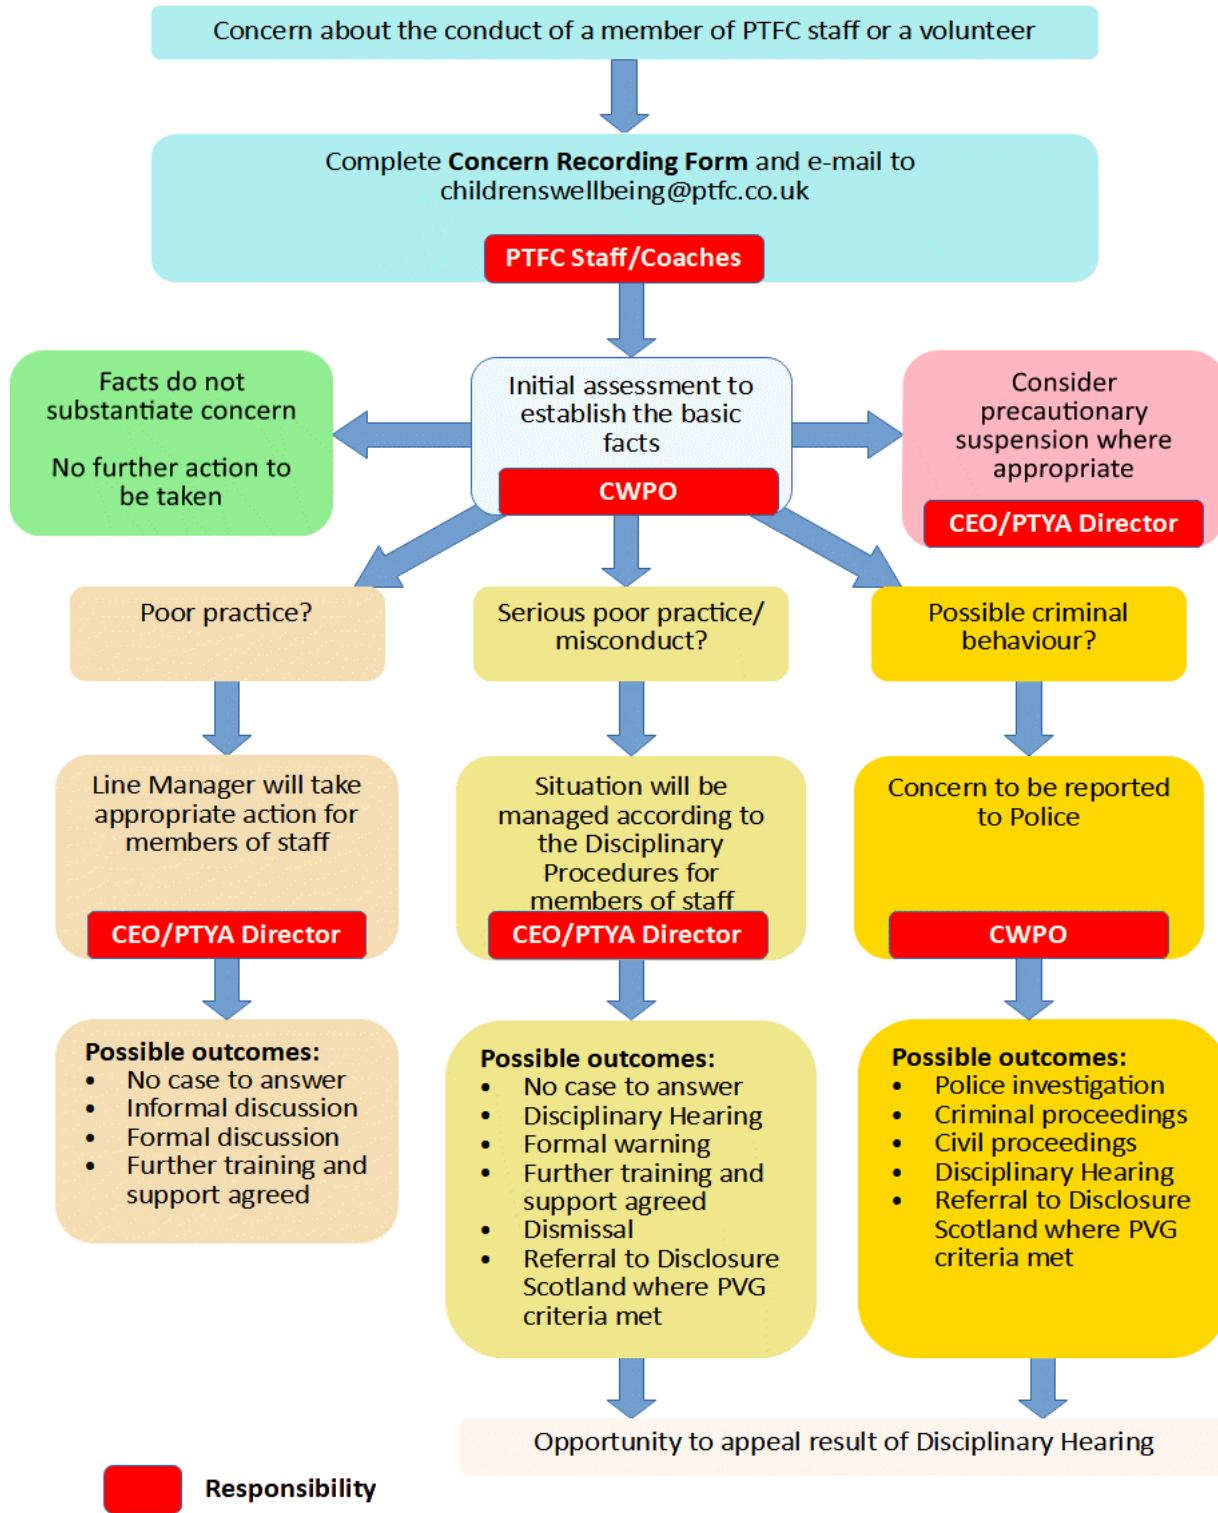 Concern about the conduct of a member of PTFC staff or a volunteer
Complete Concern Recording Form and e-mail to
childrenswellbeing@ptfc.co.uk
PTFC Staff/Coaches
Facts do not
substantiate concern
No further action to
be taken
Initial assessment to
establish the basic
facts
CWPO
Consider
precautionary
suspension where
appropriate
CEO/PTYA Director
Poor practice?
Serious poor practice/
misconduct?
Possible criminal
behaviour?
Line Manager will take
appropriate action for
members of staff
CEO/PTYA Director
Situation will be
managed according to
the Disciplinary
Procedures for
members of staff
CEO/PTYA Director
Concern to be reported
to Police
CWPO
Possible outcomes:
• No case to answer
• Informal discussion
• Formal discussion
• Further training and
support agreed
Possible outcomes:
• No case to answer
• Disciplinary Hearing
• Formal warning
• Further training and
support agreed
• Dismissal
• Referral to Disclosure
Scotland where PVG
criteria met
Possible outcomes:
• Police investigation
• Criminal proceedings
• Civil proceedings
• Disciplinary Hearing
• Referral to Disclosure
Scotland where PVG
criteria met
Opportunity to appeal result of Disciplinary Hearing
Responsibility